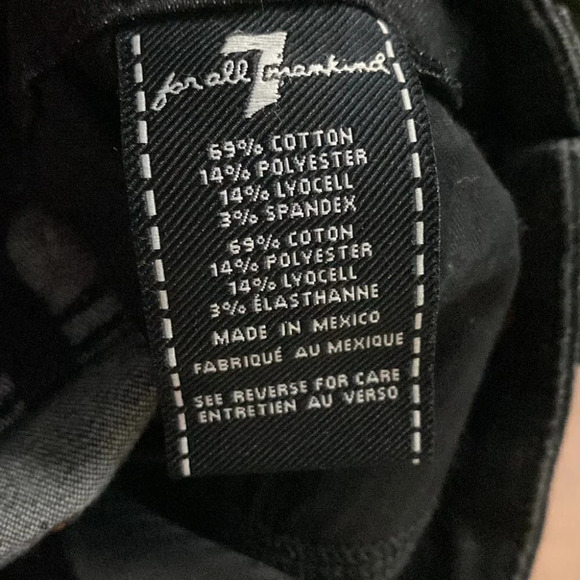 for all 7 mankind
69% COTTON
14% POLYESTER
14% LYOCELL
3% SPANDEX
69% COTON
14% POLYESTER
14% LYOCELL
3% ÉLASTHANNE
MADE IN MEXICO
FABRIQUÉ AU MEXIQUE
SEE REVERSE FOR CARE
ENTRETIEN AU VERSO